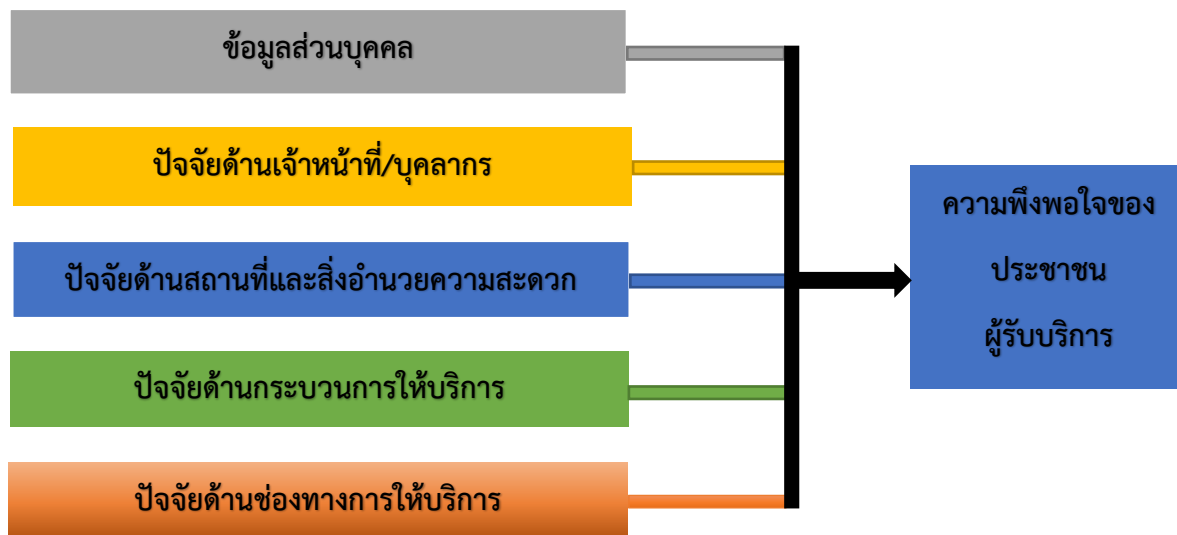 ข้อมูลส่วนบุคคล
ปัจจัยด้านเจ้าหน้าที่/บุคลากร
ปัจจัยด้านสถานที่และสิ่งอำนวยความสะดวก
ปัจจัยด้านกระบวนการให้บริการ
ปัจจัยด้านช่องทางการให้บริการ
ความพึงพอใจของ
ประชาชน
ผู้รับบริการ